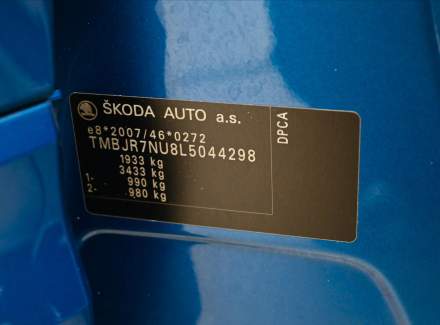 ŠKODA AUTO a.s.
e8*2007/46*0272
TMBJR7NU8L5044298
1933 kg
3433 kg
1- 990 kg
2- 980 kg
DPCA